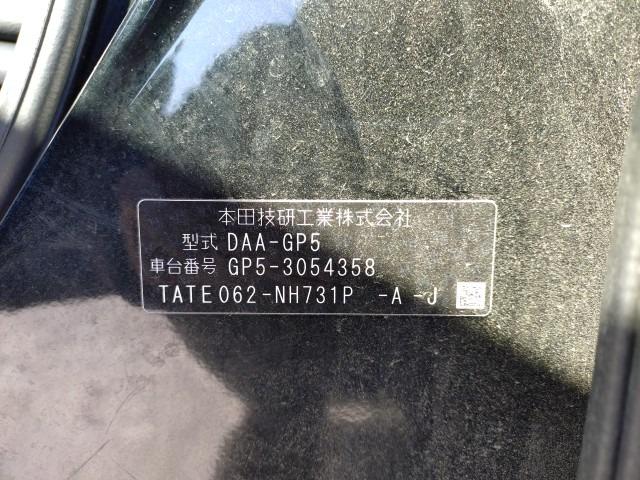 本田技研工業株式会社
型式 DAA-GP5
車台番号 GP5-3054358
TATE062-NH731P -A -J